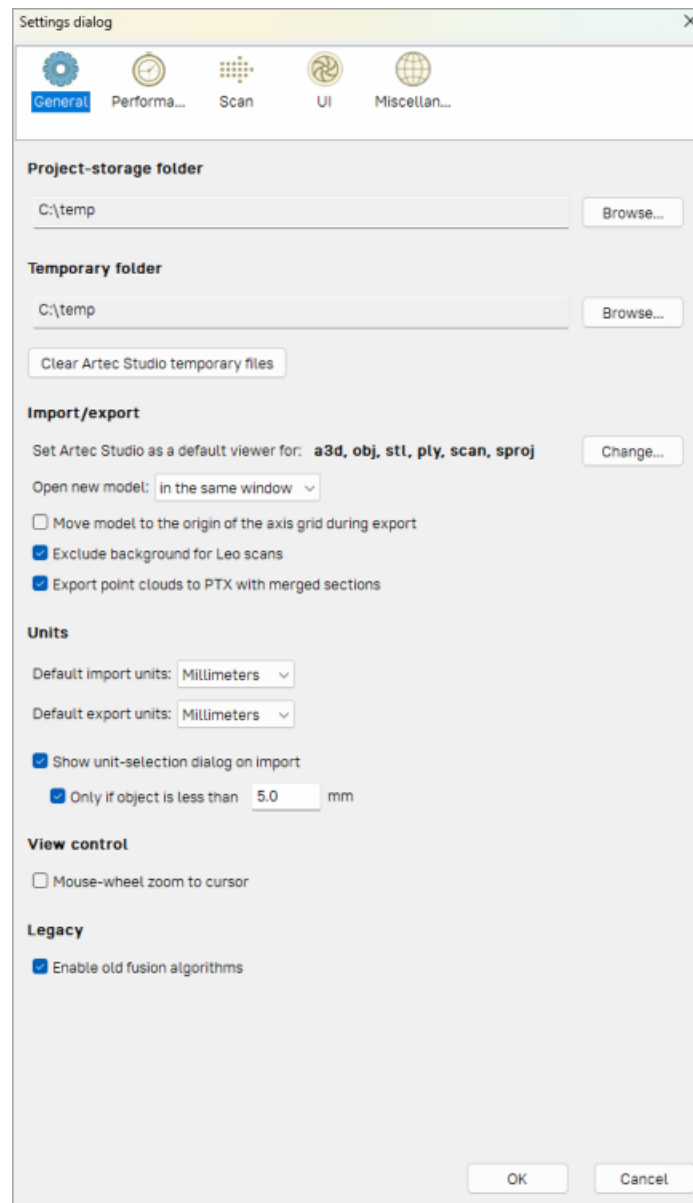 Settings dialog
General Performa... Scan UI Miscellan...
Project-storage folder
C:\temp Browse...
Temporary folder
C:\temp Browse...
Clear Artec Studio temporary files
Import/export
Set Artec Studio as a default viewer for: a3d, obj, stl, ply, scan, sproj Change...
Open new model: in the same window
Move model to the origin of the axis grid during export
Exclude background for Leo scans
Export point clouds to PTX with merged sections
Units
Default import units: Millimeters
Default export units: Millimeters
Show unit-selection dialog on import
Only if object is less than 5.0 mm
View control
Mouse-wheel zoom to cursor
Legacy
Enable old fusion algorithms
OK Cancel